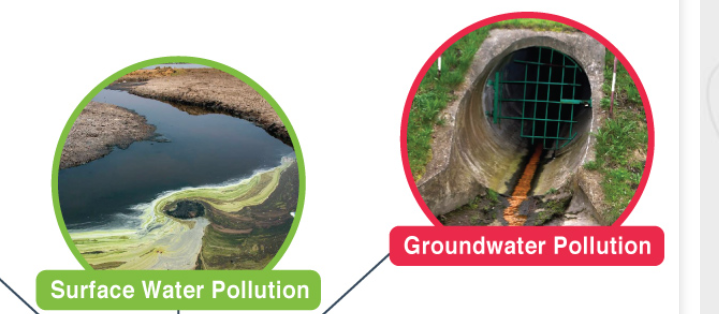 Groundwater Pollution
Surface Water Pollution